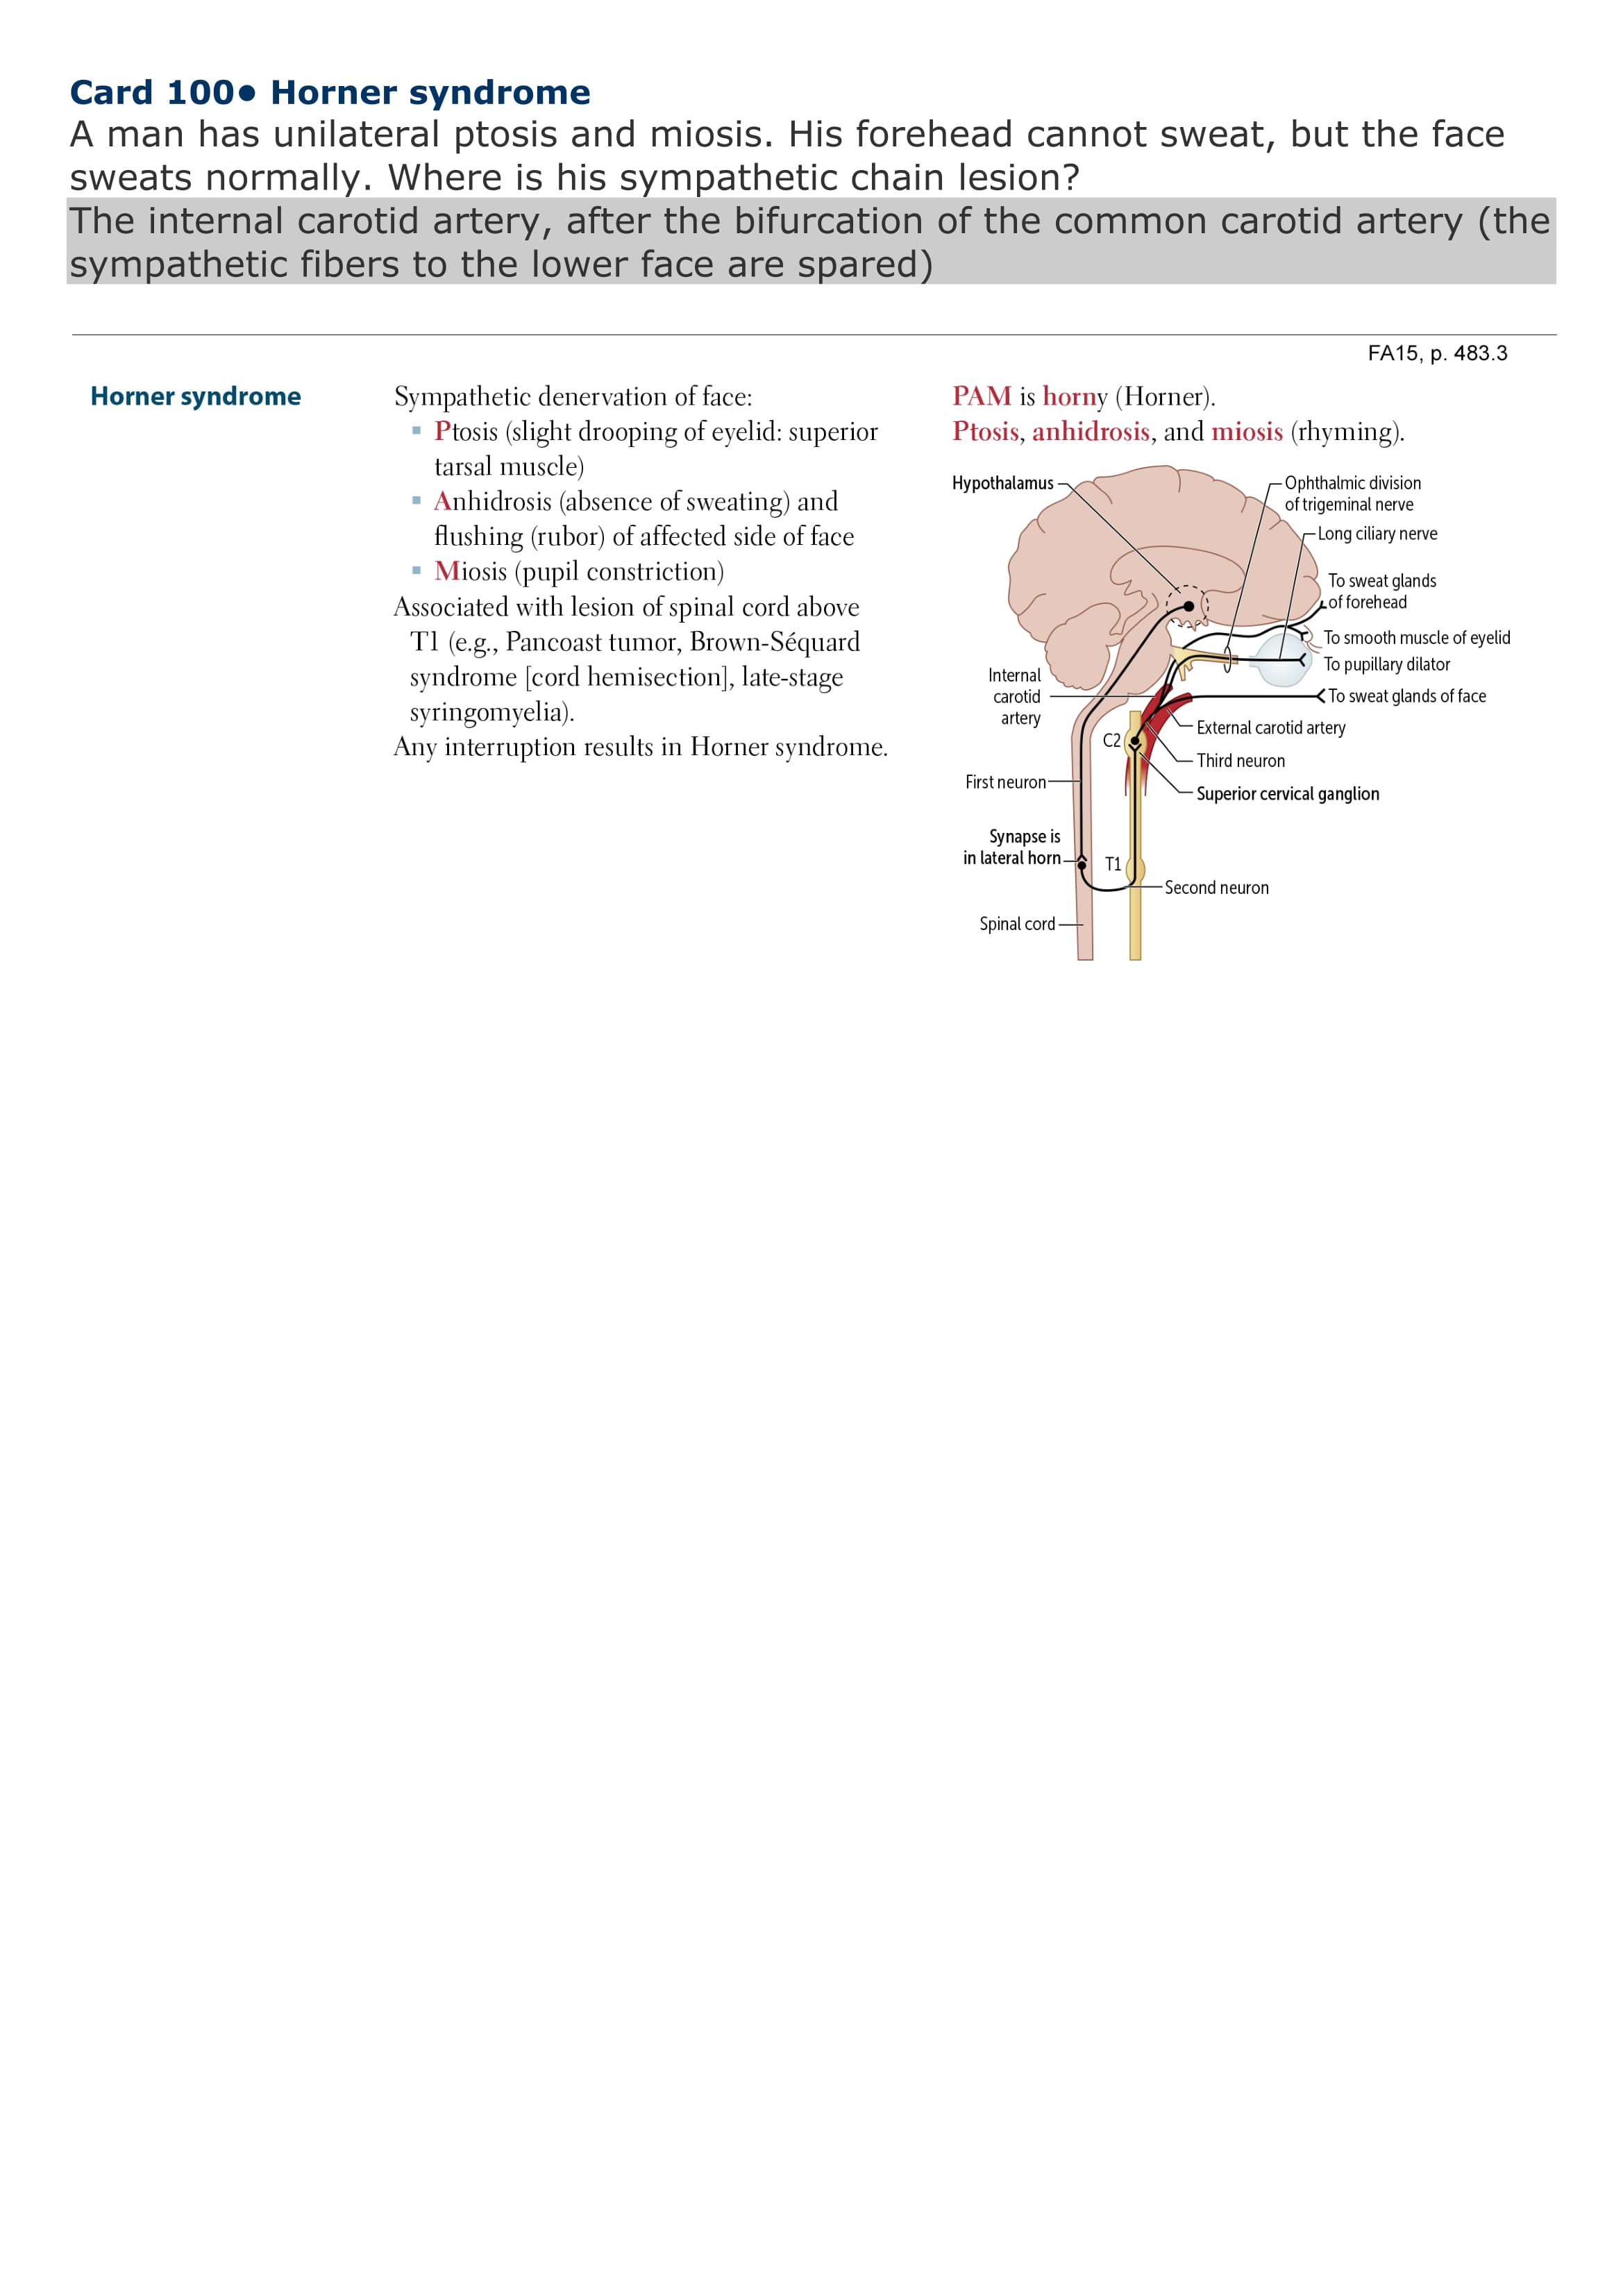 Card 100● Horner syndrome
A man has unilateral ptosis and miosis. His forehead cannot sweat, but the face
sweats normally. Where is his sympathetic chain lesion?
The internal carotid artery, after the bifurcation of the common carotid artery (the
sympathetic fibers to the lower face are spared)
FA15, p. 483.3
Horner syndrome
Sympathetic denervation of face:
▪ Ptosis (slight drooping of eyelid: superior
tarsal muscle)
▪ Anhidrosis (absence of sweating) and
flushing (rubor) of affected side of face
▪ Miosis (pupil constriction)
Associated with lesion of spinal cord above
T1 (e.g., Pancoast tumor, Brown-Séquard
syndrome [cord hemisection], late-stage
syringomyelia).
Any interruption results in Horner syndrome.
PAM is horny (Horner).
Ptosis, anhidrosis, and miosis (rhyming).
Hypothalamus
Ophthalmic division
of trigeminal nerve
Long ciliary nerve
To sweat glands
of forehead
To smooth muscle of eyelid
To pupillary dilator
Internal
carotid
artery
To sweat glands of face
External carotid artery
C2
Third neuron
First neuron
Superior cervical ganglion
Synapse is
in lateral horn
T1
Second neuron
Spinal cord